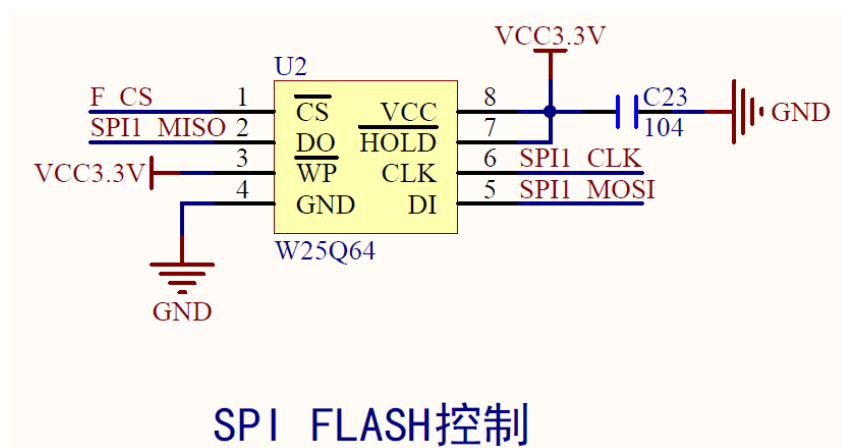 VCC3.3V
U2
F_CS 1 CS VCC 8 C23 GND
SPI1_MISO 2 DO HOLD 7 104
VCC3.3V 3 WP CLK 6 SPI1_CLK
4 GND DI 5 SPI1_MOSI
W25Q64
GND
SPI FLASH控制